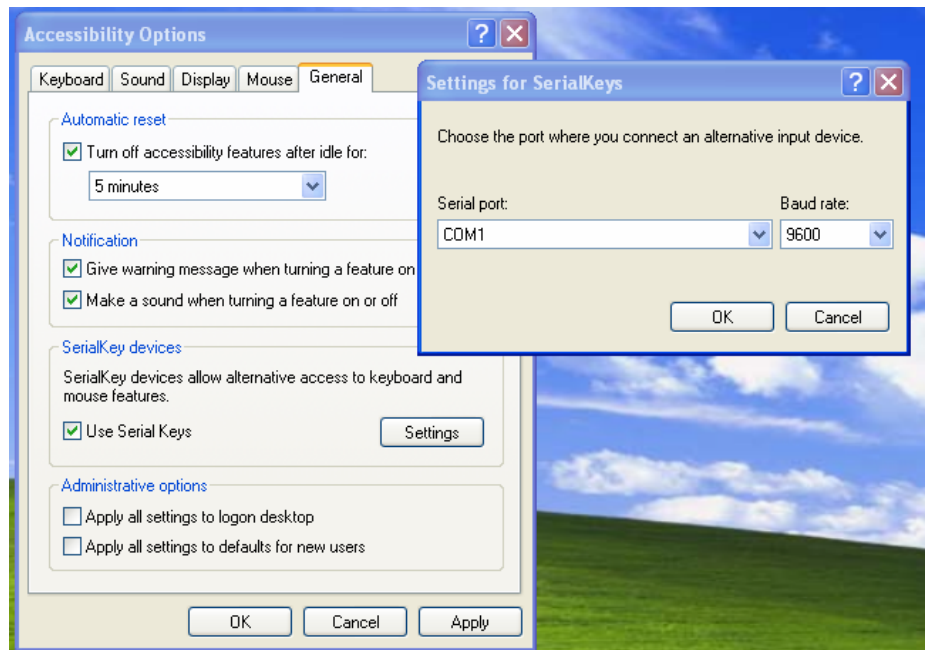 Accessibility Options
Keyboard Sound Display Mouse General
Automatic reset
Turn off accessibility features after idle for:
5 minutes
Notification
Give warning message when turning a feature on
Make a sound when turning a feature on or off
SerialKey devices
SerialKey devices allow alternative access to keyboard and
mouse features.
Use Serial Keys
Settings
Administrative options
Apply all settings to logon desktop
Apply all settings to defaults for new users
OK Cancel Apply
Settings for SerialKeys
Choose the port where you connect an alternative input device.
Serial port: Baud rate:
COM1 9600
OK Cancel